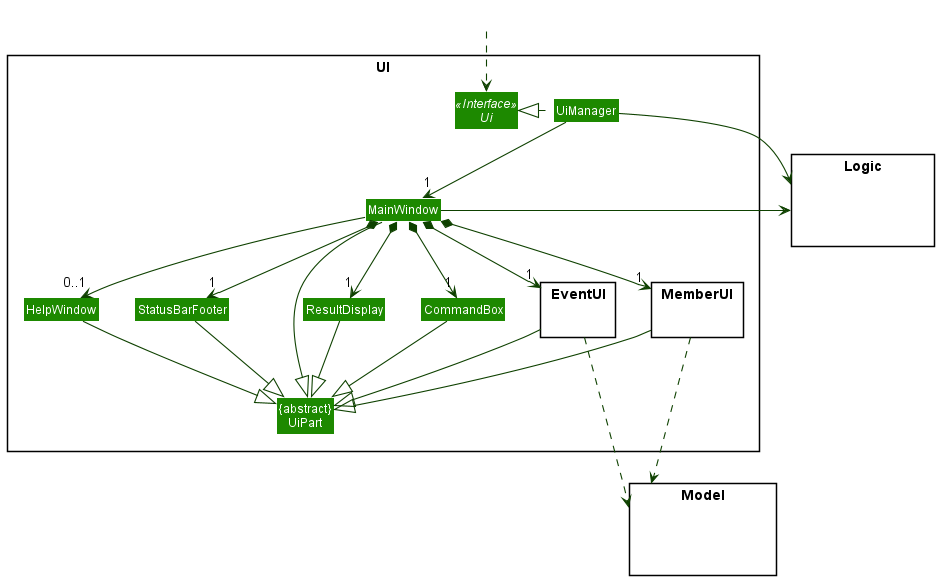 UI
«Interface»
Ui
UiManager
Logic
1
MainWindow
0..1
1
1
1
1
1
HelpWindow
StatusBarFooter
ResultDisplay
CommandBox
EventUI
MemberUI
{abstract}
UiPart
Model